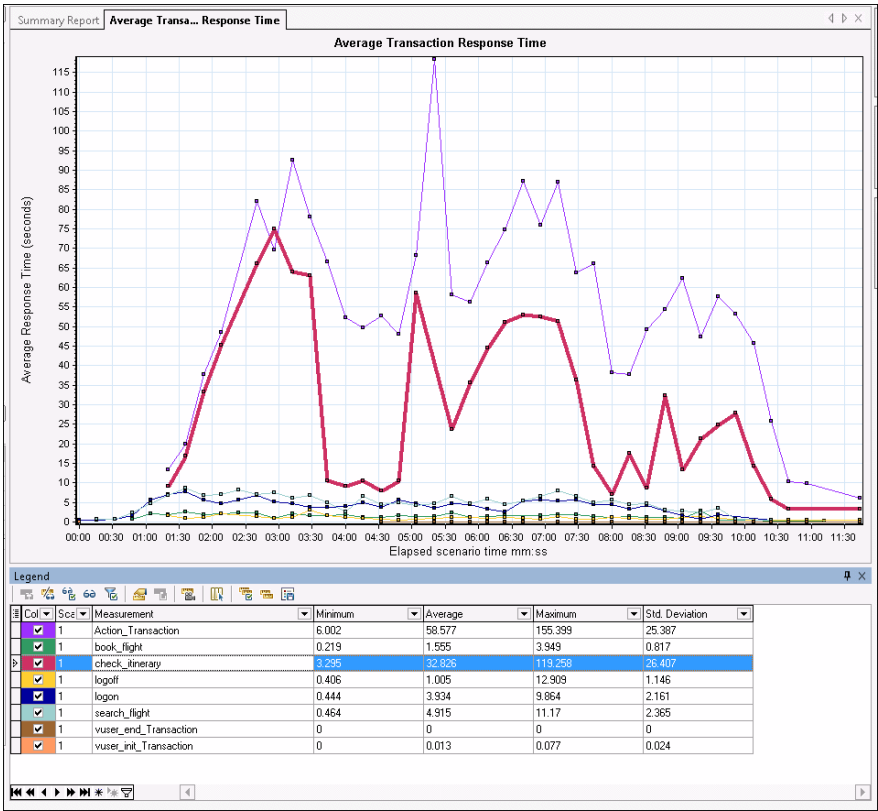 Summary Report Average Transa... Response Time
Average Transaction Response Time
115
110
105
100
95
90
85
80
75
70
65
60
55
50
45
40
35
30
25
20
15
10
5
0
Average Response Time (seconds)
00:00 00:30 01:00 01:30 02:00 02:30 03:00 03:30 04:00 04:30 05:00 05:30 06:00 06:30 07:00 07:30 08:00 08:30 09:00 09:30 10:00 10:30 11:00 11:30
Elapsed scenario time mm:ss
Legend
Col Sca Measurement Minimum Average Maximum Std. Deviation
1 Action_Transaction 6.002 58.577 155.399 25.387
1 book_flight 0.219 1.555 3.949 0.817
1 check_itinerary 3.295 32.826 119.258 26.407
1 logoff 0.406 1.005 12.909 1.146
1 logon 0.444 3.934 9.864 2.161
1 search_flight 0.464 4.915 11.17 2.365
1 vuser_end_Transaction 0 0 0 0
1 vuser_init_Transaction 0 0.013 0.077 0.024